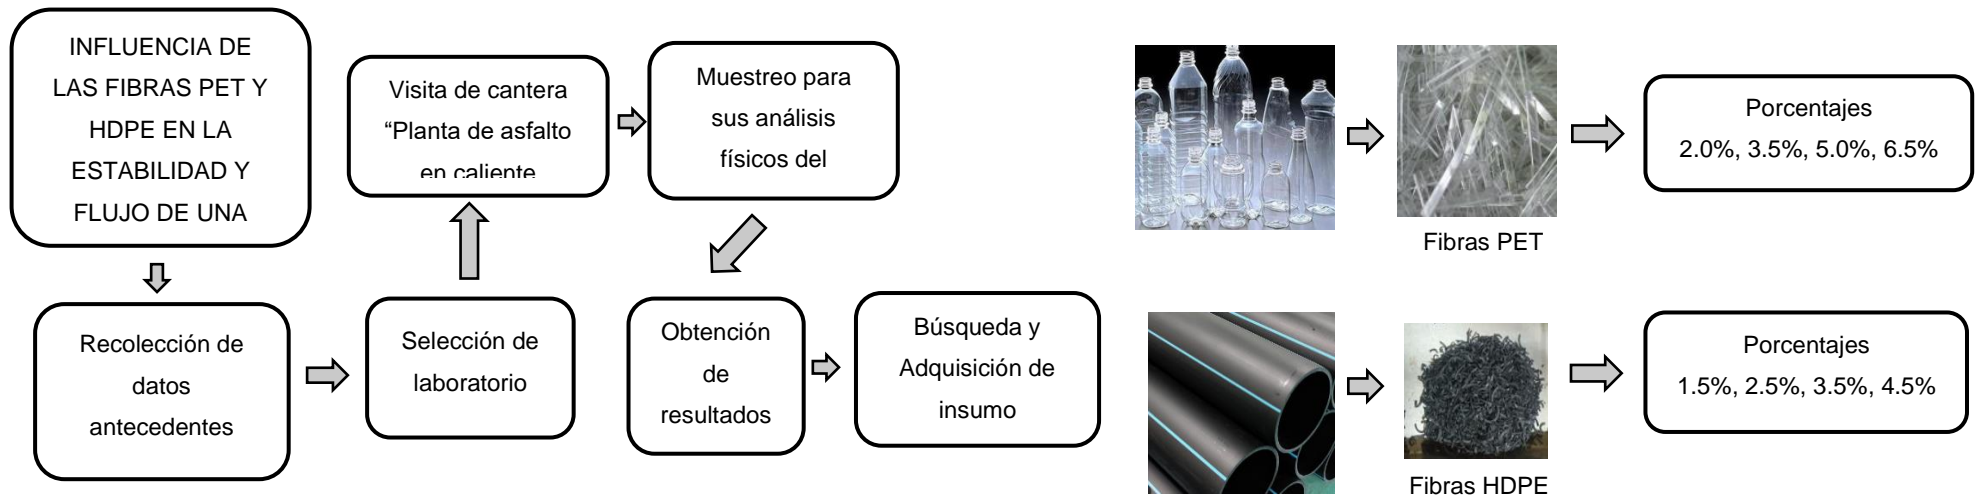 INFLUENCIA DE
LAS FIBRAS PET Y
HDPE EN LA
ESTABILIDAD Y
FLUJO DE UNA
Recolección de
datos
antecedentes
Selección de
laboratorio
Visita de cantera
“Planta de asfalto
en caliente
Muestreo para
sus análisis
físicos del
Obtención
de
resultados
Búsqueda y
Adquisición de
insumo
Fibras PET
Porcentajes
2.0%, 3.5%, 5.0%, 6.5%
Fibras HDPE
Porcentajes
1.5%, 2.5%, 3.5%, 4.5%